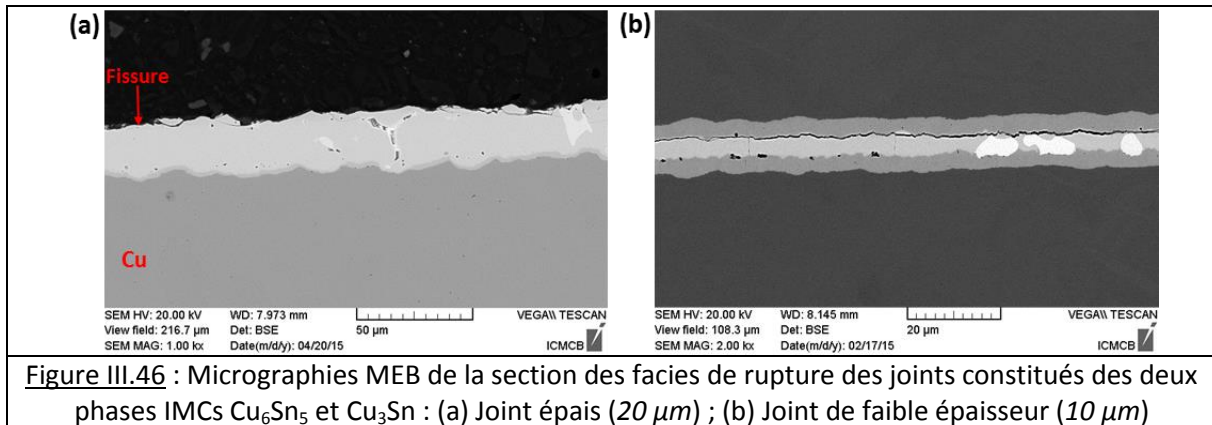 (a)
Fissure
Cu
SEM HV: 20.00 kV WD: 7.973 mm VEGA\\ TESCAN
View field: 216.7 µm Det: BSE 50 µm
SEM MAG: 1.00 kx Date(m/d/y): 04/20/15 ICMCB
(b)
SEM HV: 20.00 kV WD: 8.145 mm VEGA\\ TESCAN
View field: 108.3 µm Det: BSE 20 µm
SEM MAG: 2.00 kx Date(m/d/y): 02/17/15 ICMCB
Figure III.46 : Micrographies MEB de la section des facies de rupture des joints constitués des deux
phases IMCs Cu₆Sn₅ et Cu₃Sn : (a) Joint épais (20 µm) ; (b) Joint de faible épaisseur (10 µm)